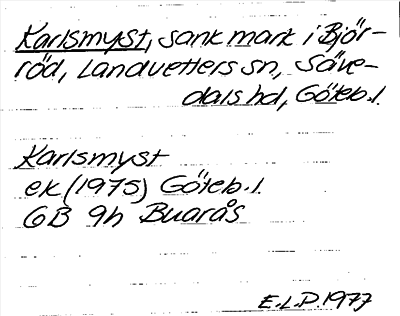 Karlsmyst, sank mark i Björ-
röd, Landvetters sn, Säve-
dals hd, Göteb. l.
Karlsmyst
ek (1975) Göteb. l.
6B 9h Buarås
E.L.P. 1977